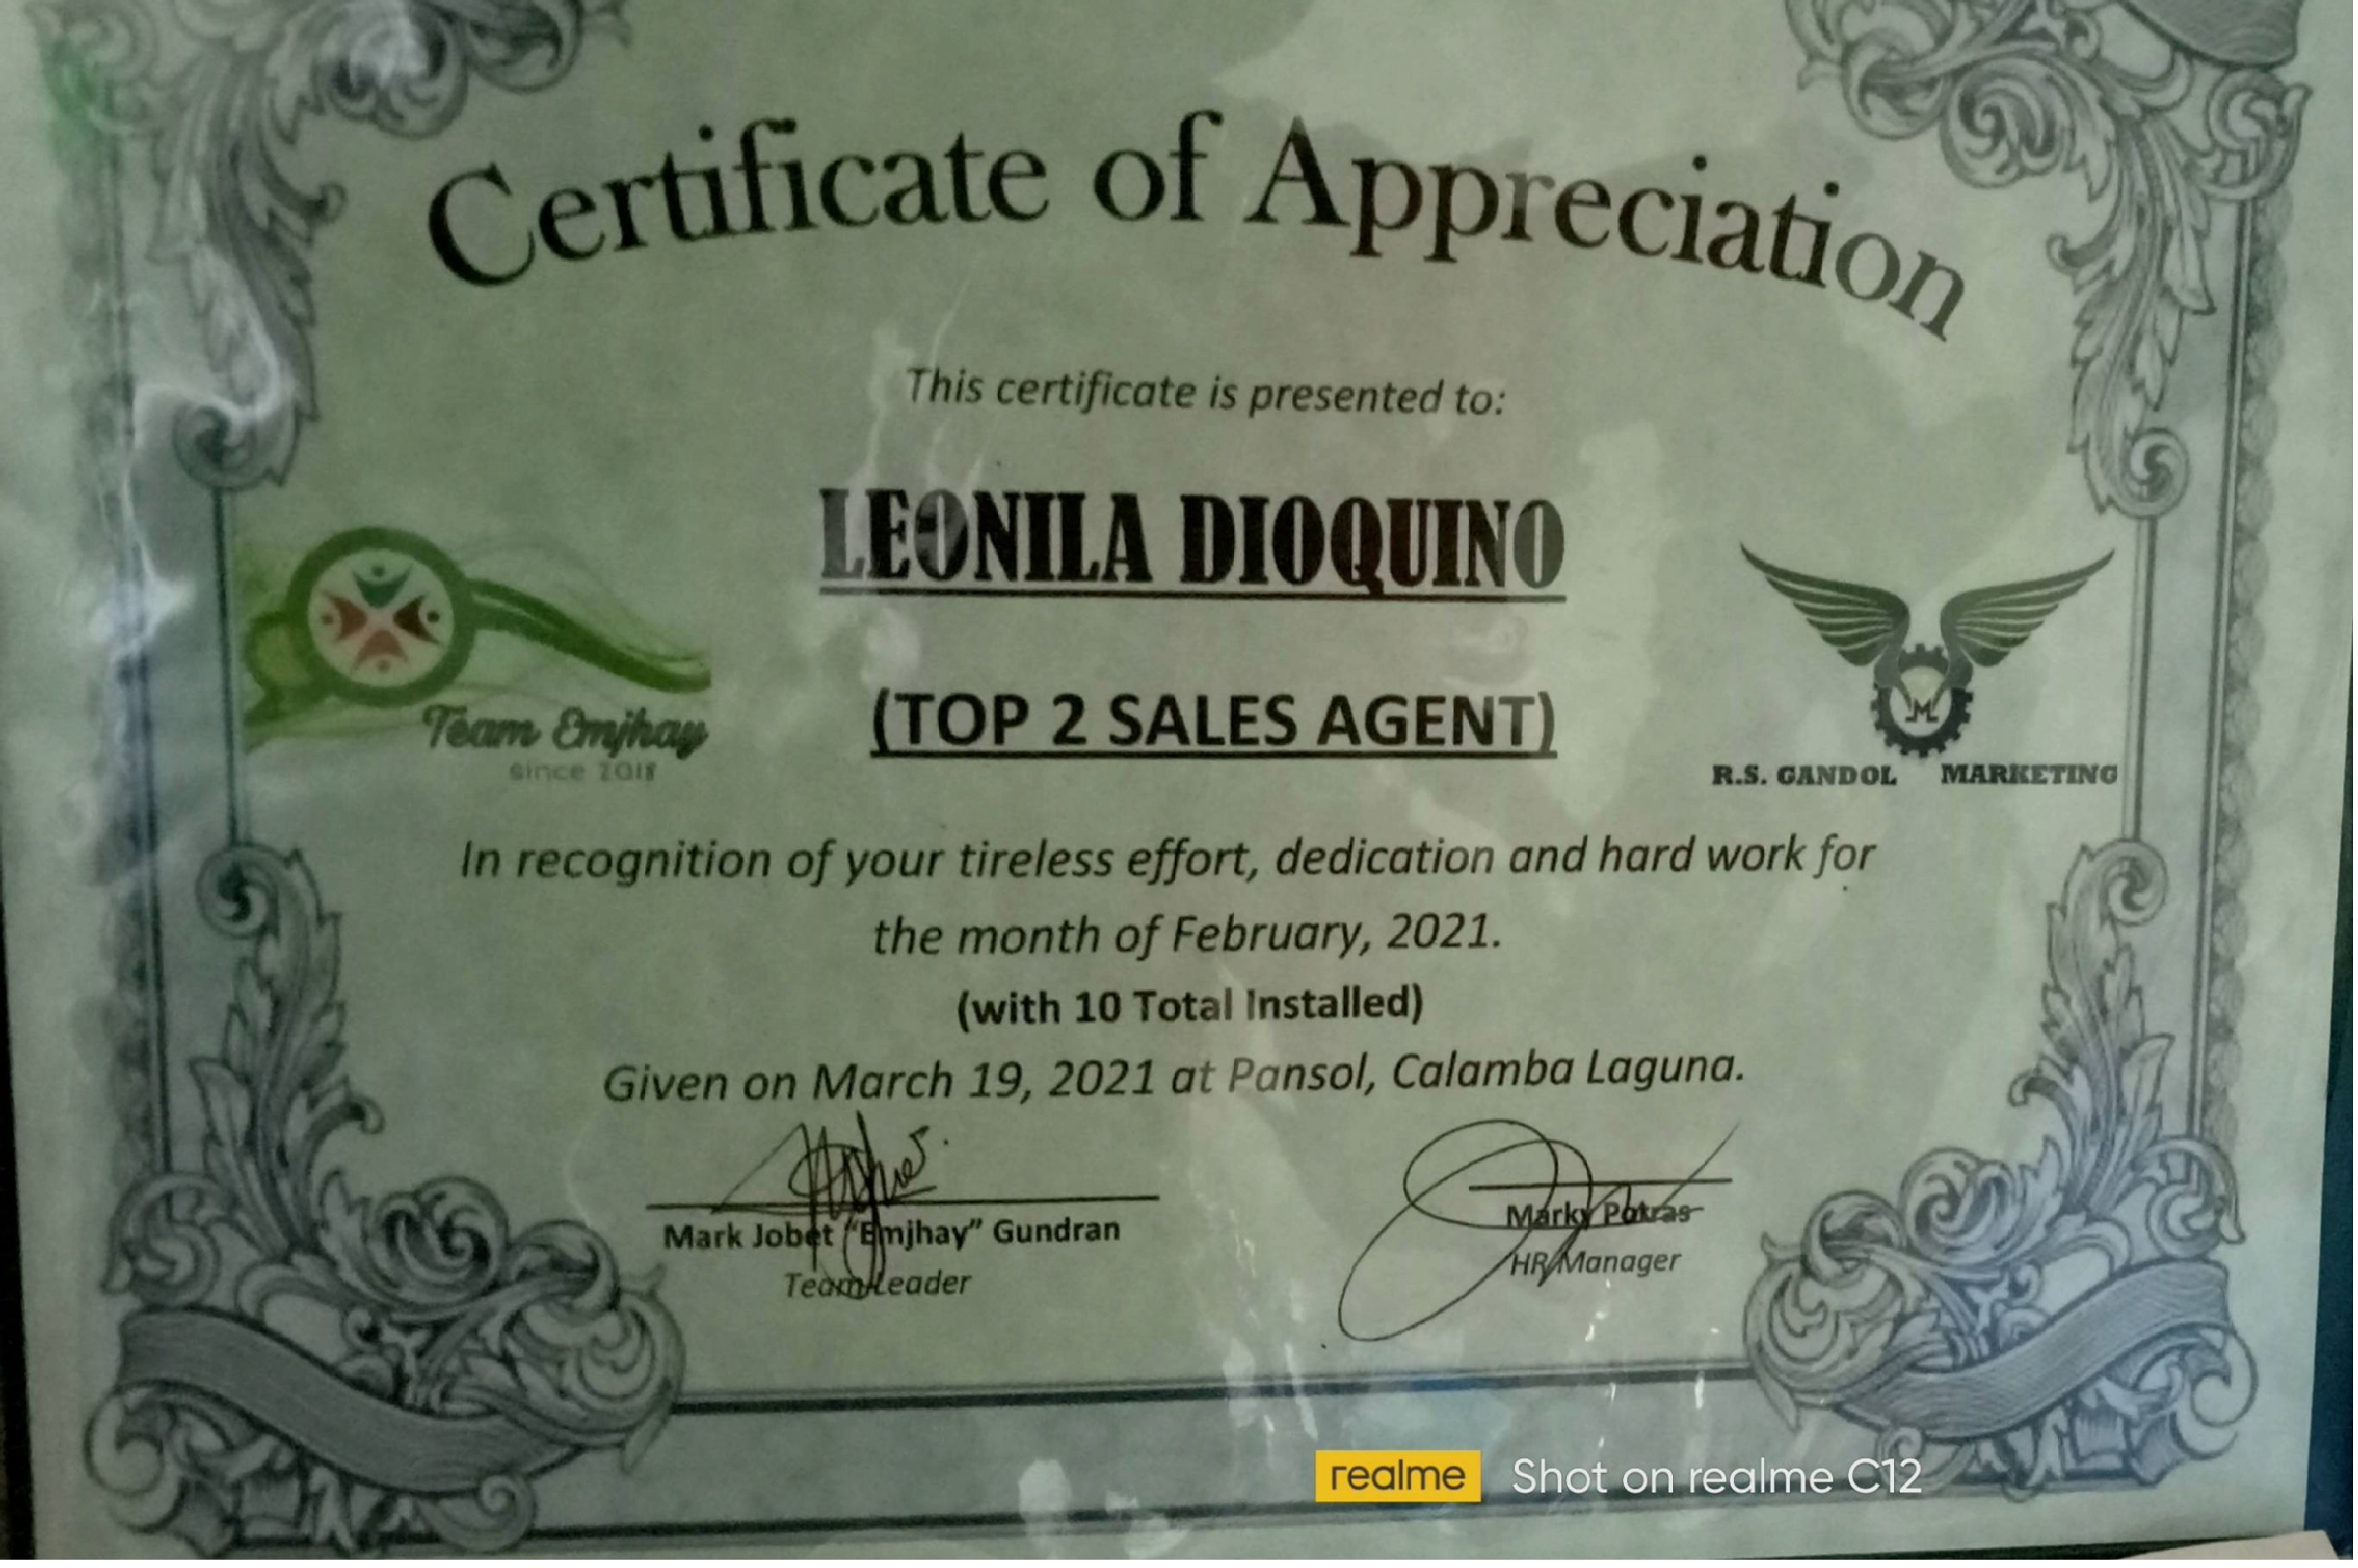 Certificate of Appreciation
This certificate is presented to:
LEONILA DIOQUINO
(TOP 2 SALES AGENT)
Team Emjhay
since 2018
R.S. GANDOL MARKETING
In recognition of your tireless effort, dedication and hard work for
the month of February, 2021.
(with 10 Total Installed)
Given on March 19, 2021 at Pansol, Calamba Laguna.
Mark Jobet "Emjhay" Gundran
Team Leader
Marky Potras
HR Manager
realme Shot on realme C12